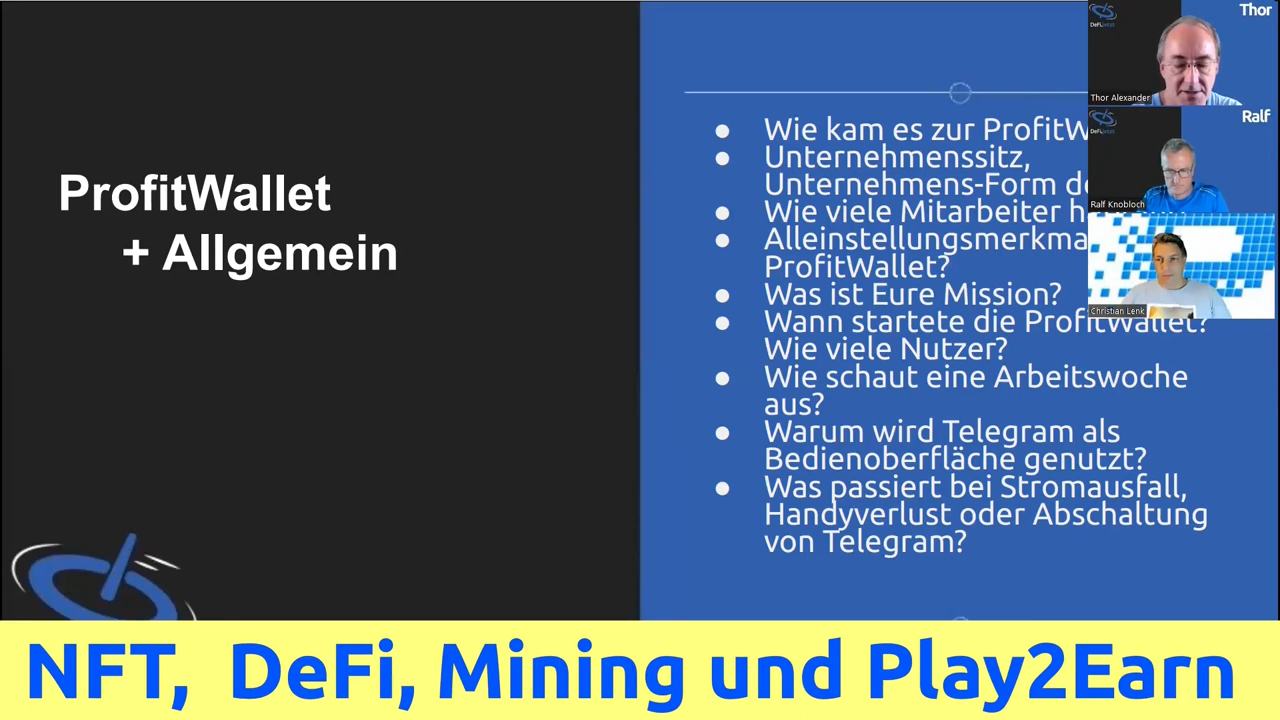 ProfitWallet
+ Allgemein
● Wie kam es zur ProfitW
● Unternehmenssitz,
Unternehmens-Form de
● Wie viele Mitarbeiter h
● Alleinstellungsmerkma
ProfitWallet?
● Was ist Eure Mission?
● Wann startete die ProfitWallet?
Wie viele Nutzer?
● Wie schaut eine Arbeitswoche
aus?
● Warum wird Telegram als
Bedienoberfläche genutzt?
● Was passiert bei Stromausfall,
Handyverlust oder Abschaltung
von Telegram?
Thor
Thor Alexander
Ralf
Ralf Knobloch
Christian Lenk
NFT, DeFi, Mining und Play2Earn